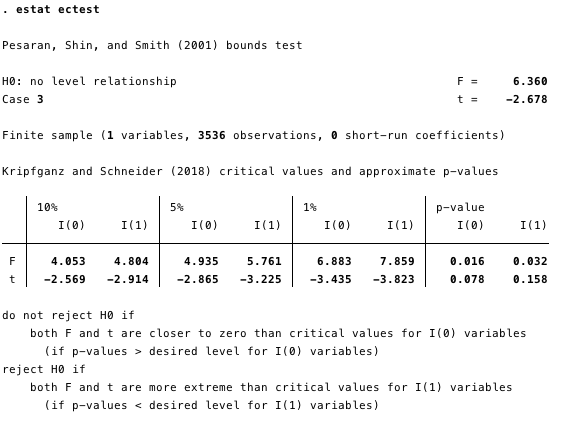 . estat ectest
Pesaran, Shin, and Smith (2001) bounds test
H0: no level relationship F = 6.360
Case 3 t = −2.678
Finite sample (1 variables, 3536 observations, 0 short-run coefficients)
Kripfganz and Schneider (2018) critical values and approximate p-values
10% 5% 1% p-value
I(0) I(1) I(0) I(1) I(0) I(1) I(0) I(1)
F 4.053 4.804 4.935 5.761 6.883 7.859 0.016 0.032
t −2.569 −2.914 −2.865 −3.225 −3.435 −3.823 0.078 0.158
do not reject H0 if
both F and t are closer to zero than critical values for I(0) variables
(if p-values > desired level for I(0) variables)
reject H0 if
both F and t are more extreme than critical values for I(1) variables
(if p-values < desired level for I(1) variables)